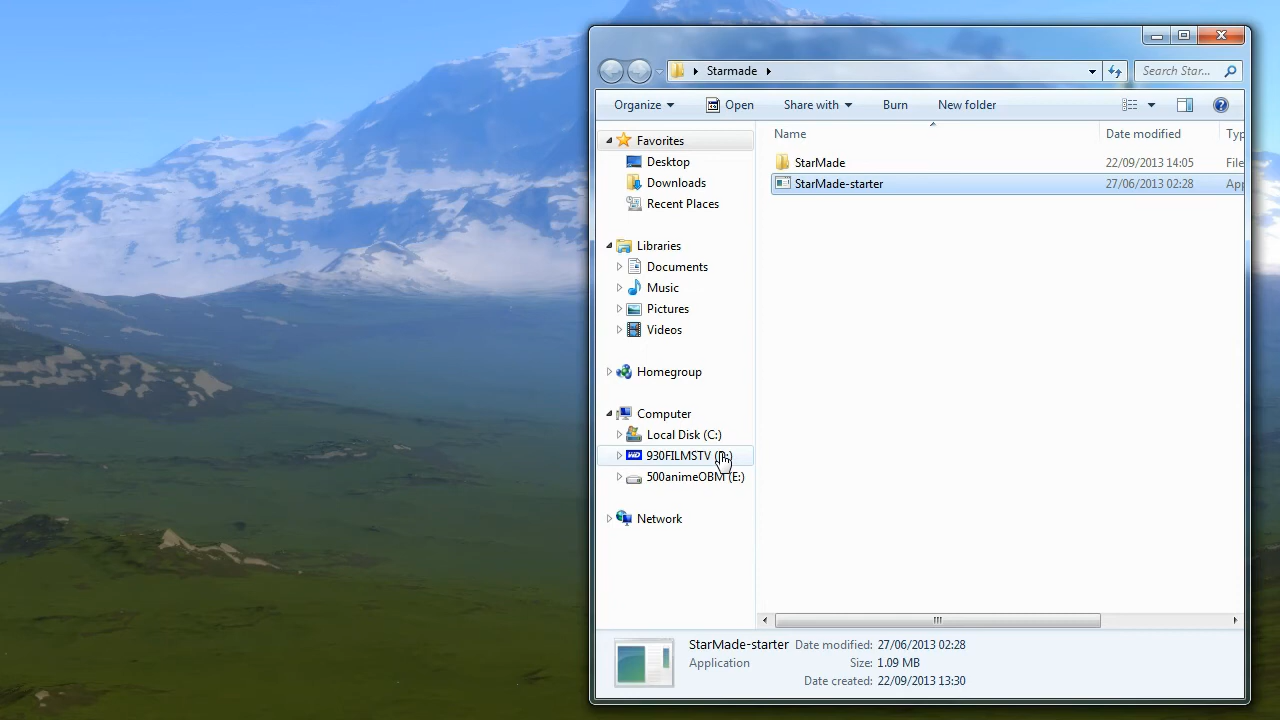 Starmade
Search Star...
Organize Open Share with Burn New folder
Name Date modified
Favorites
StarMade 22/09/2013 14:05 File
Desktop
StarMade-starter 27/06/2013 02:28
Downloads
Recent Places
Libraries
Documents
Music
Pictures
Videos
Homegroup
Computer
Local Disk (C:)
930FILMSTV
500animeOBM (E:)
Network
StarMade-starter Date modified: 27/06/2013 02:28
Application Size: 1.09 MB
Date created: 22/09/2013 13:30